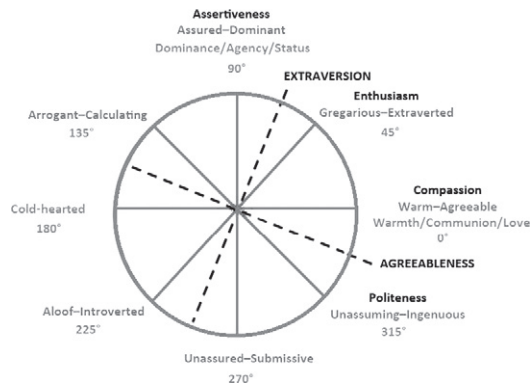 Assertiveness
Assured–Dominant
Dominance/Agency/Status
90°
EXTRAVERSION
Enthusiasm
Gregarious–Extraverted
45°
Arrogant–Calculating
135°
Compassion
Warm–Agreeable
Warmth/Communion/Love
0°
Cold-hearted
180°
AGREEABLENESS
Politeness
Unassuming–Ingenuous
315°
Aloof–Introverted
225°
Unassured–Submissive
270°